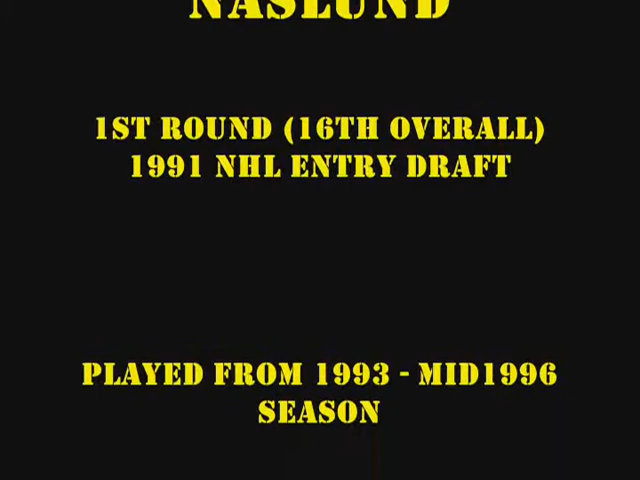 NASLUND
1ST ROUND (16TH OVERALL)
1991 NHL ENTRY DRAFT
PLAYED FROM 1993 - MID1996
SEASON